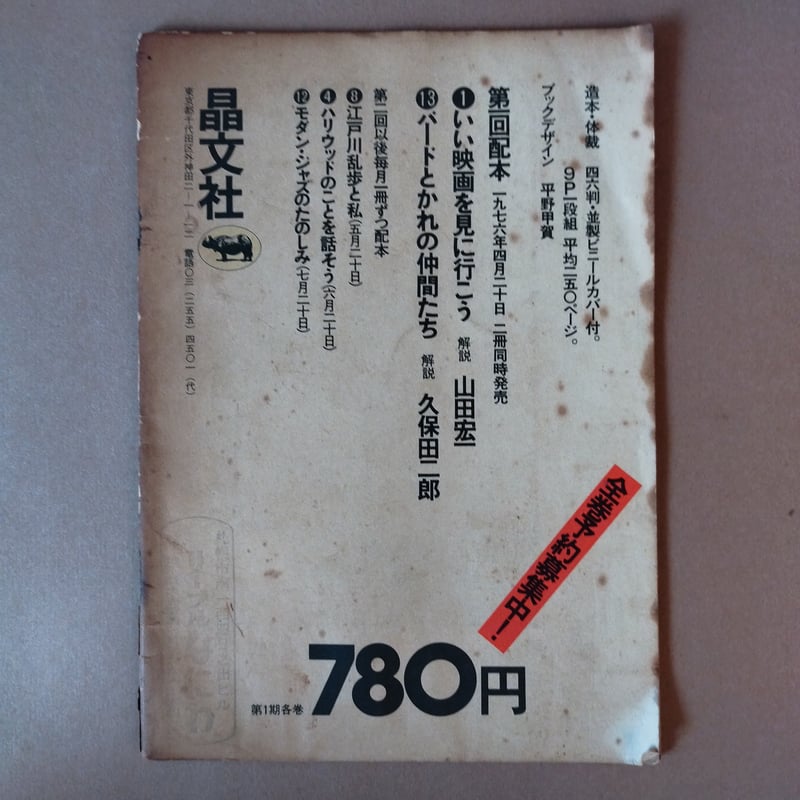 造本・体裁　四六判・並製ビニールカバー付。
9P一段組　平均二五〇ページ。
ブックデザイン　平野甲賀
第一回配本　一九七六年四月二十日　二冊同時発売
❶いい映画を見に行こう　解説　山田宏一
⓭バードとかれの仲間たち　解説　久保田二郎
第二回以後毎月一冊ずつ配本
❽江戸川乱歩と私（五月二十日）
❹ハリウッドのことを話そう（六月二十日）
⓬モダン・ジャズのたのしみ（七月二十日）
晶文社
東京都千代田区外神田二-一-一二　電話〇三（二五五）四五〇一（代）
全巻予約募集中！
第1期各巻 780円